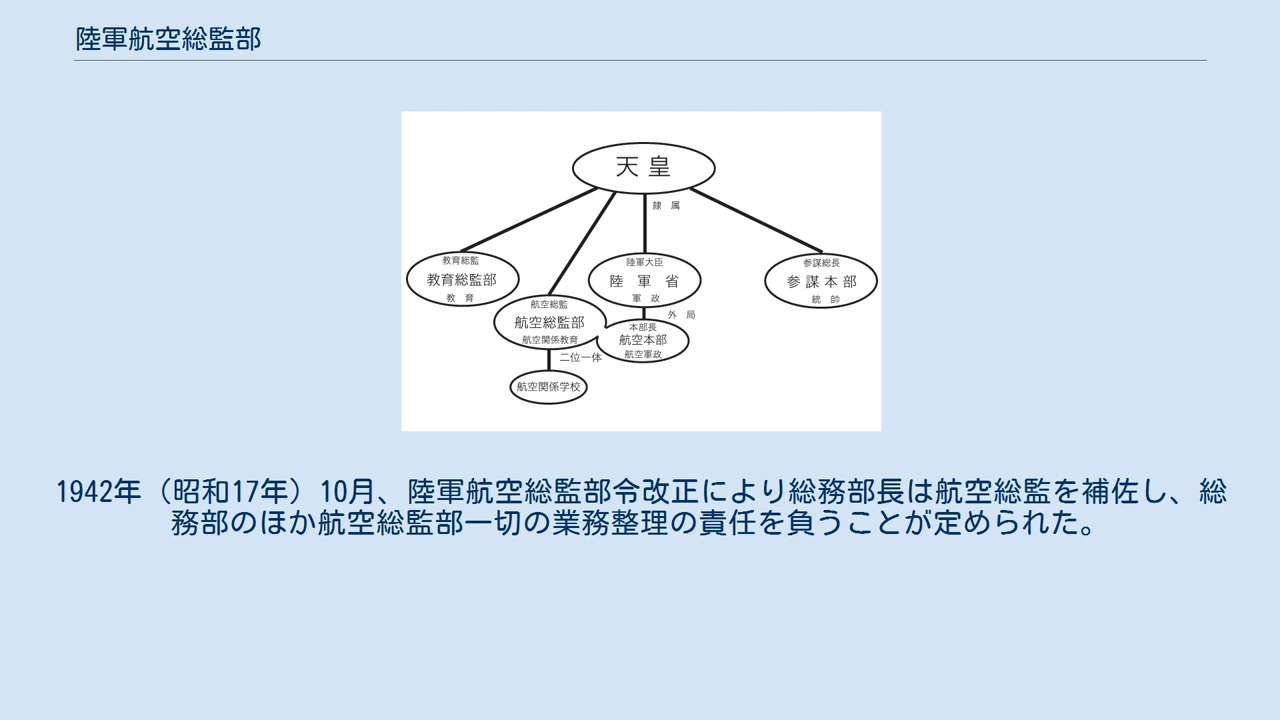 陸軍航空総監部
天皇
隷 属
教育総監
教育総監部
教 育
陸軍大臣
陸 軍 省
軍 政
参謀総長
参謀本部
統 帥
航空総監
航空総監部
航空関係教育
外 局
本部長
航空本部
航空軍政
二位一体
航空関係学校
1942年（昭和17年）10月、陸軍航空総監部令改正により総務部長は航空総監を補佐し、総
務部のほか航空総監部一切の業務整理の責任を負うことが定められた。